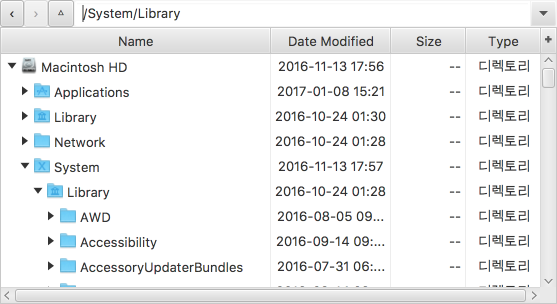 /System/Library
Name Date Modified Size Type +
Macintosh HD 2016-11-13 17:56 -- 디렉토리
Applications 2017-01-08 15:21 -- 디렉토리
Library 2016-10-24 01:30 -- 디렉토리
Network 2016-10-24 01:28 -- 디렉토리
System 2016-11-13 17:57 -- 디렉토리
Library 2016-10-24 01:28 -- 디렉토리
AWD 2016-08-05 09... -- 디렉토리
Accessibility 2016-09-14 09:... -- 디렉토리
AccessoryUpdaterBundles 2016-07-31 06:... -- 디렉토리